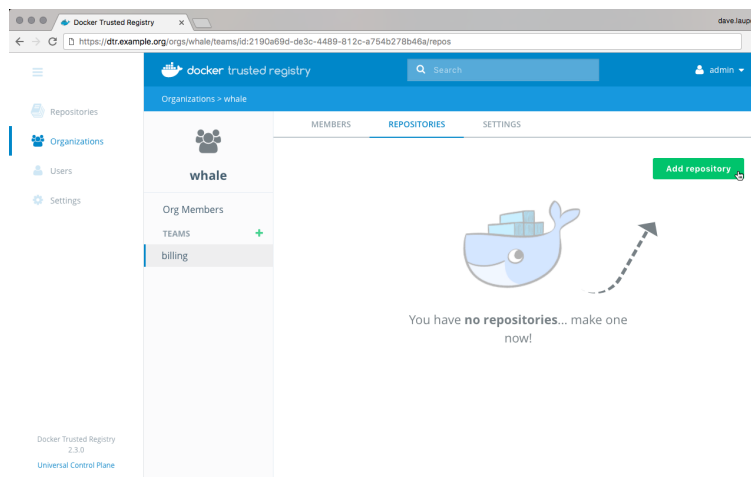 Docker Trusted Registry
https://dtr.example.org/orgs/whale/teams/id:2190a69d-de3c-4489-812c-a754b278b46a/repos
docker trusted registry
Search
admin
Organizations > whale
Repositories
Organizations
Users
Settings
whale
Org Members
TEAMS +
billing
MEMBERS REPOSITORIES SETTINGS
Add repository
You have no repositories... make one
now!
Docker Trusted Registry
2.3.0
Universal Control Plane